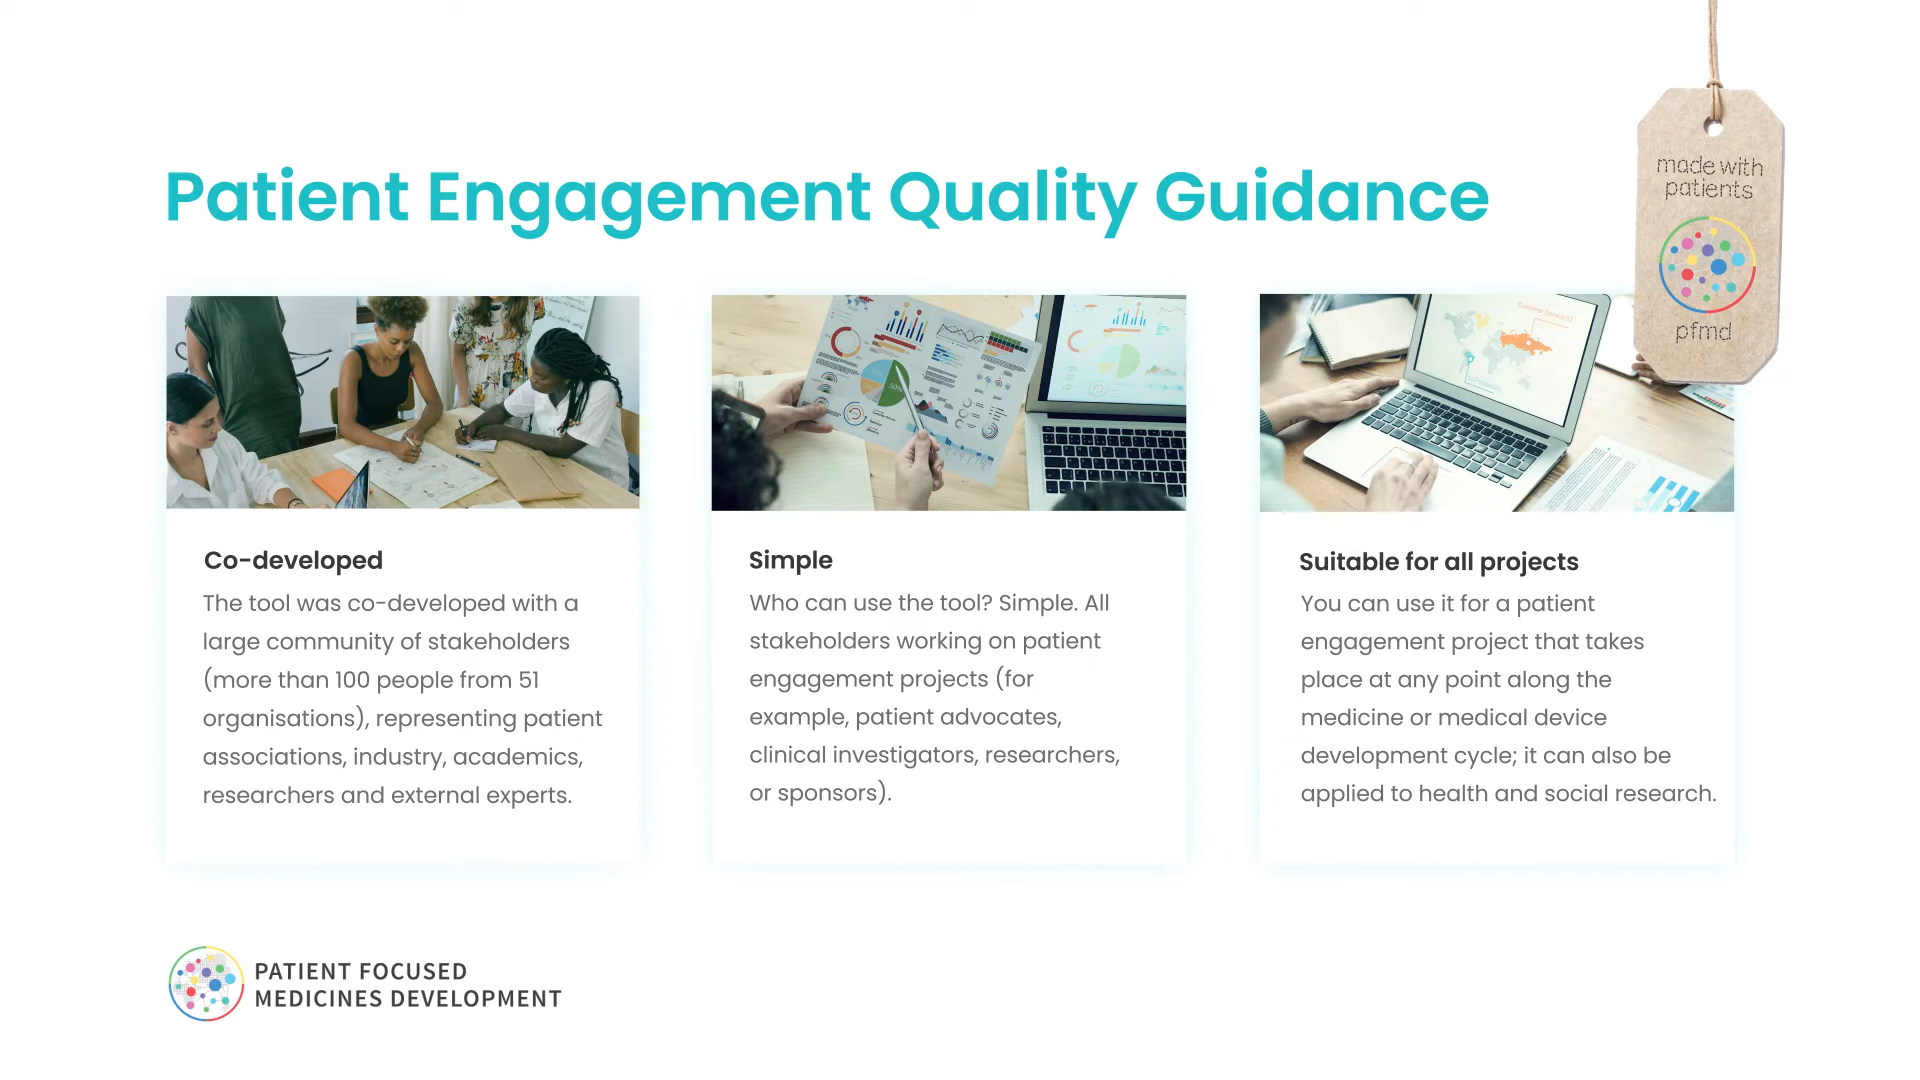 made with
patients
pfmd
Patient Engagement Quality Guidance
Co-developed
The tool was co-developed with a
large community of stakeholders
(more than 100 people from 51
organisations), representing patient
associations, industry, academics,
researchers and external experts.
Simple
Who can use the tool? Simple. All
stakeholders working on patient
engagement projects (for
example, patient advocates,
clinical investigators, researchers,
or sponsors).
Suitable for all projects
You can use it for a patient
engagement project that takes
place at any point along the
medicine or medical device
development cycle; it can also be
applied to health and social research.
PATIENT FOCUSED
MEDICINES DEVELOPMENT